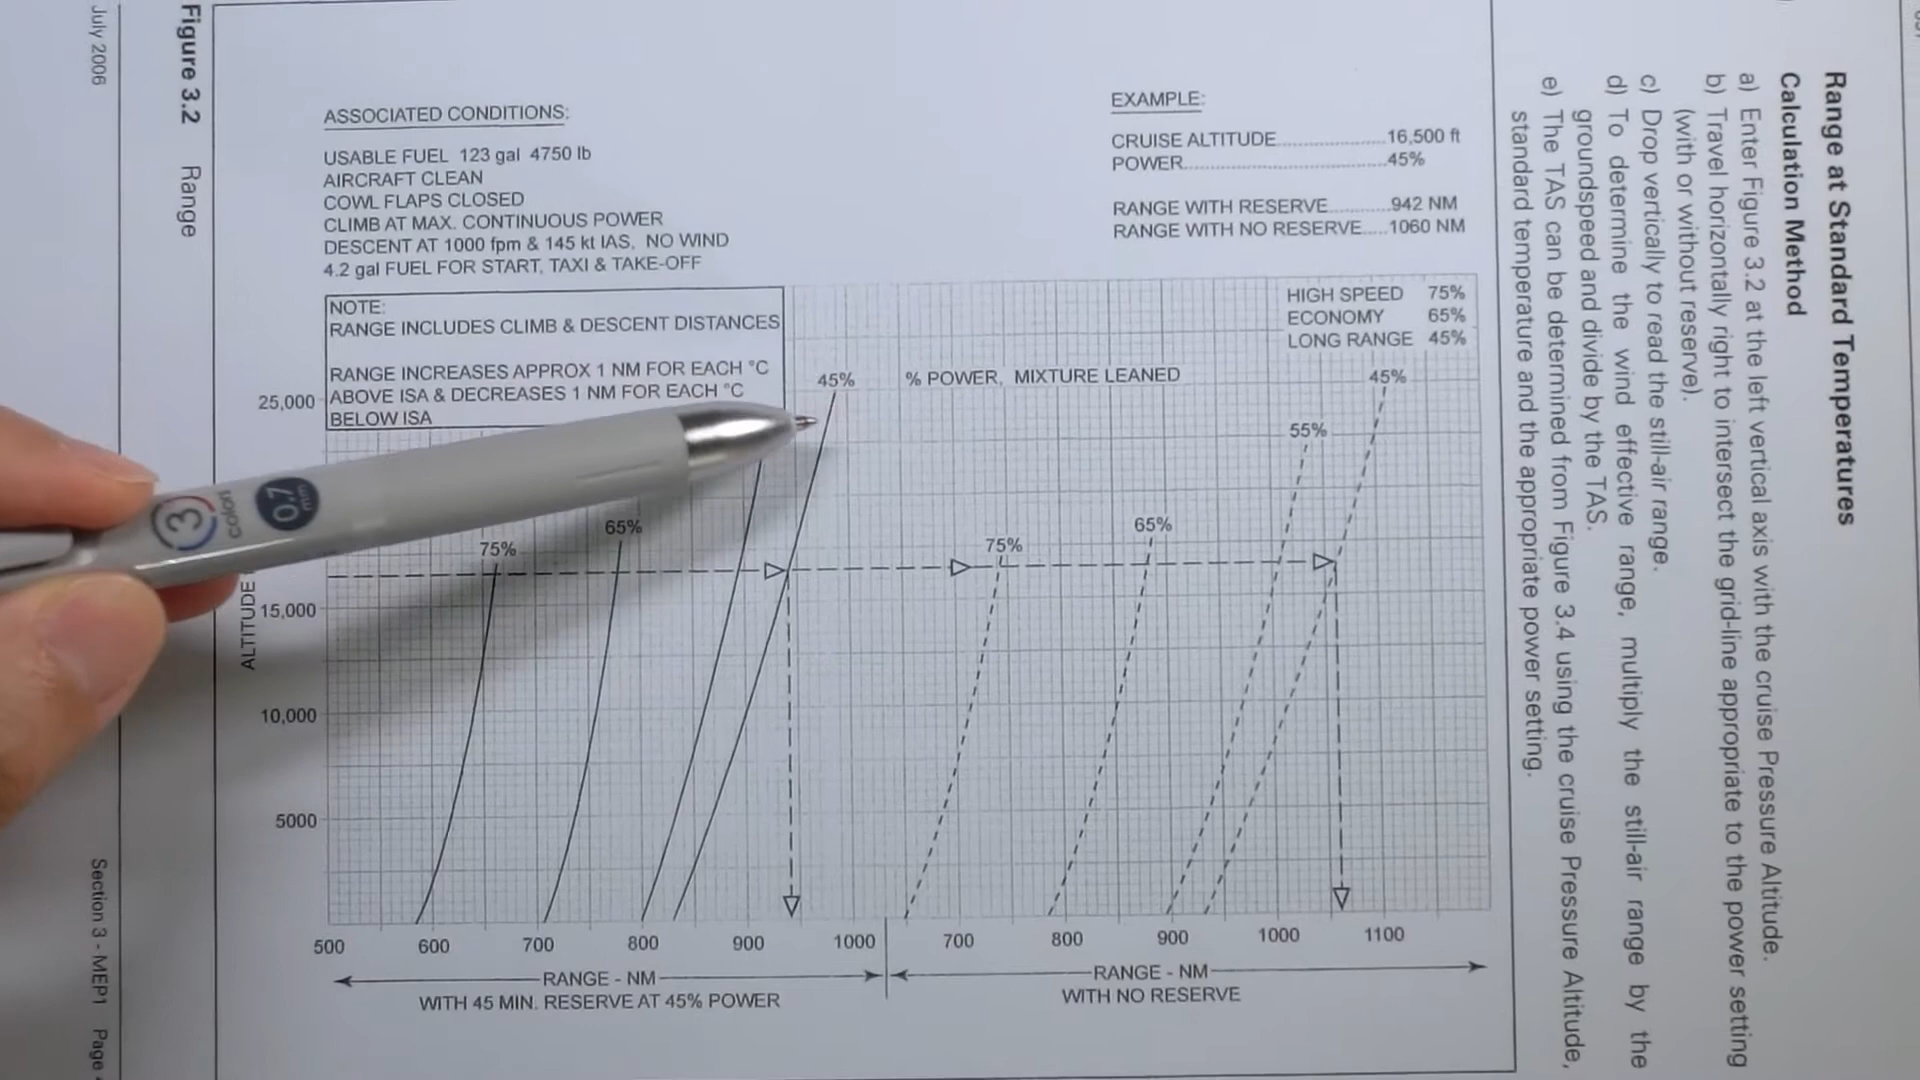 Range at Standard Temperatures
Calculation Method
a) Enter Figure 3.2 at the left vertical axis with the cruise Pressure Altitude.
b) Travel horizontally right to intersect the grid-line appropriate to the power setting
(with or without reserve).
c) Drop vertically to read the still-air range.
d) To determine the wind effective range, multiply the still-air range by the
groundspeed and divide by the TAS.
e) The TAS can be determined from Figure 3.4 using the cruise Pressure Altitude,
standard temperature and the appropriate power setting.
ASSOCIATED CONDITIONS:
USABLE FUEL 123 gal 4750 lb
AIRCRAFT CLEAN
COWL FLAPS CLOSED
CLIMB AT MAX. CONTINUOUS POWER
DESCENT AT 1000 fpm & 145 kt IAS, NO WIND
4.2 gal FUEL FOR START, TAXI & TAKE-OFF
EXAMPLE:
CRUISE ALTITUDE......................16,500 ft
POWER..........................................45%
RANGE WITH RESERVE.............942 NM
RANGE WITH NO RESERVE.....1060 NM
NOTE:
RANGE INCLUDES CLIMB & DESCENT DISTANCES
RANGE INCREASES APPROX 1 NM FOR EACH °C
ABOVE ISA & DECREASES 1 NM FOR EACH °C
BELOW ISA
HIGH SPEED 75%
ECONOMY 65%
LONG RANGE 45%
45% % POWER, MIXTURE LEANED 45%
55%
75% 65% 75% 65%
25,000
15,000
10,000
5000
ALTITUDE
500 600 700 800 900 1000 700 800 900 1000 1100
RANGE - NM
WITH 45 MIN. RESERVE AT 45% POWER
RANGE - NM
WITH NO RESERVE
Figure 3.2 Range
July 2006
Section 3 - MEP1 Page
3
color
0.7
mm